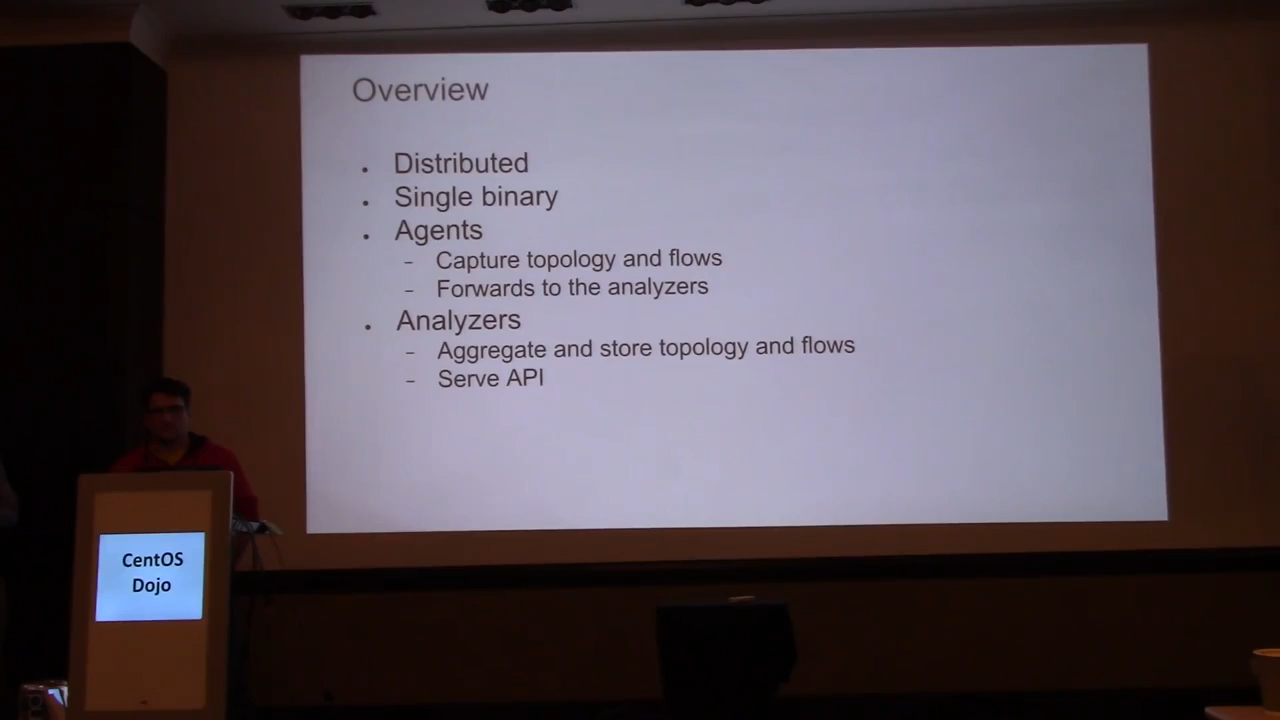 Overview
Distributed
Single binary
Agents
- Capture topology and flows
- Forwards to the analyzers
Analyzers
- Aggregate and store topology and flows
- Serve API
CentOS
Dojo